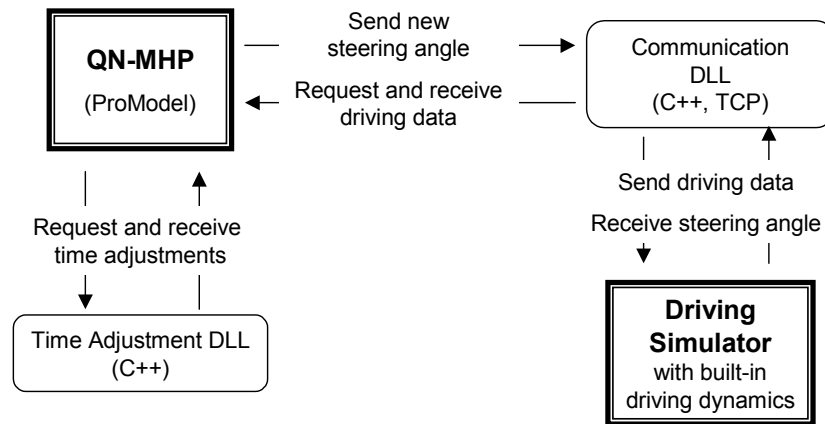 QN-MHP
(ProModel)
Send new
steering angle
Request and receive
driving data
Communication
DLL
(C++, TCP)
Request and receive
time adjustments
Send driving data
Receive steering angle
Time Adjustment DLL
(C++)
Driving
Simulator
with built-in
driving dynamics